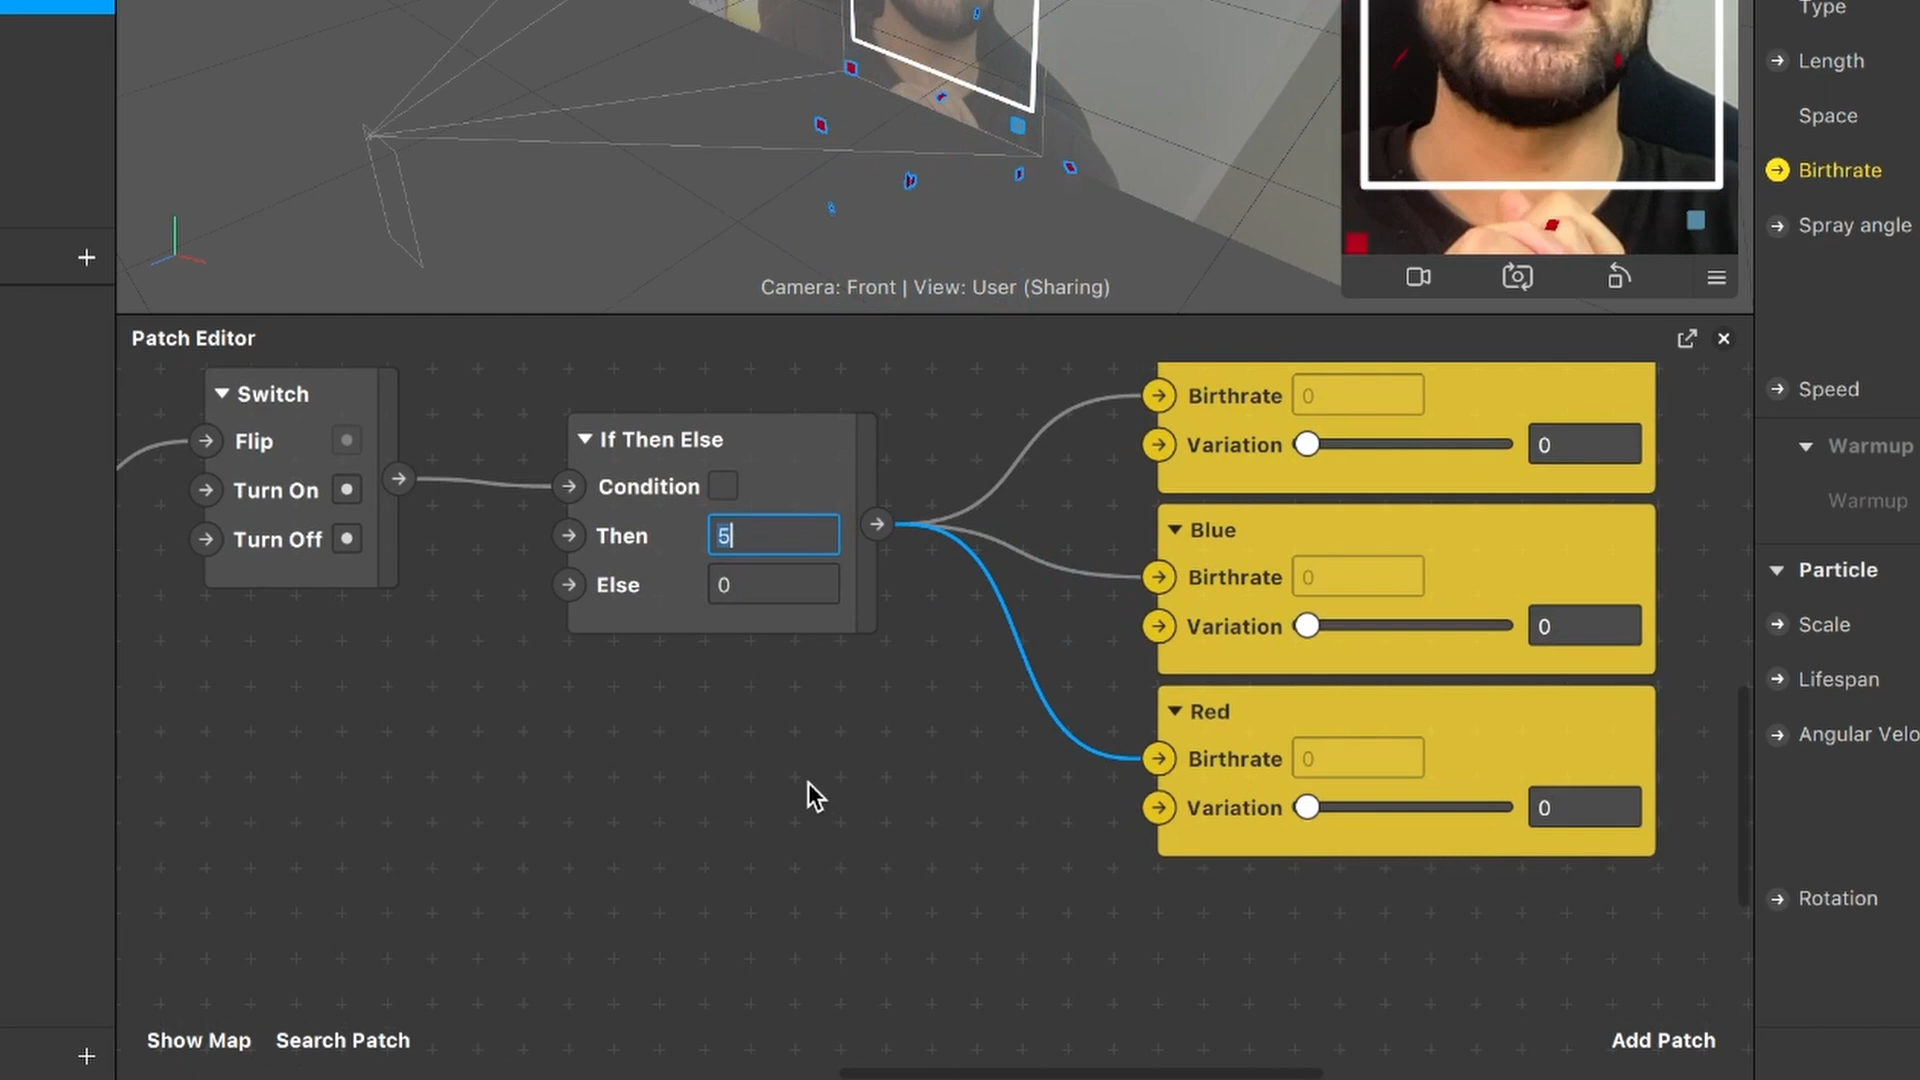 Type
Length
Space
Birthrate
Spray angle
Camera: Front | View: User (Sharing)
Speed
Warmup
Warmup
Particle
Scale
Lifespan
Angular Velo
Rotation
Patch Editor
Switch
Flip
Turn On
Turn Off
If Then Else
Condition
Then 5
Else 0
Birthrate 0
Variation 0
Blue
Birthrate 0
Variation 0
Red
Birthrate 0
Variation 0
Show Map Search Patch Add Patch